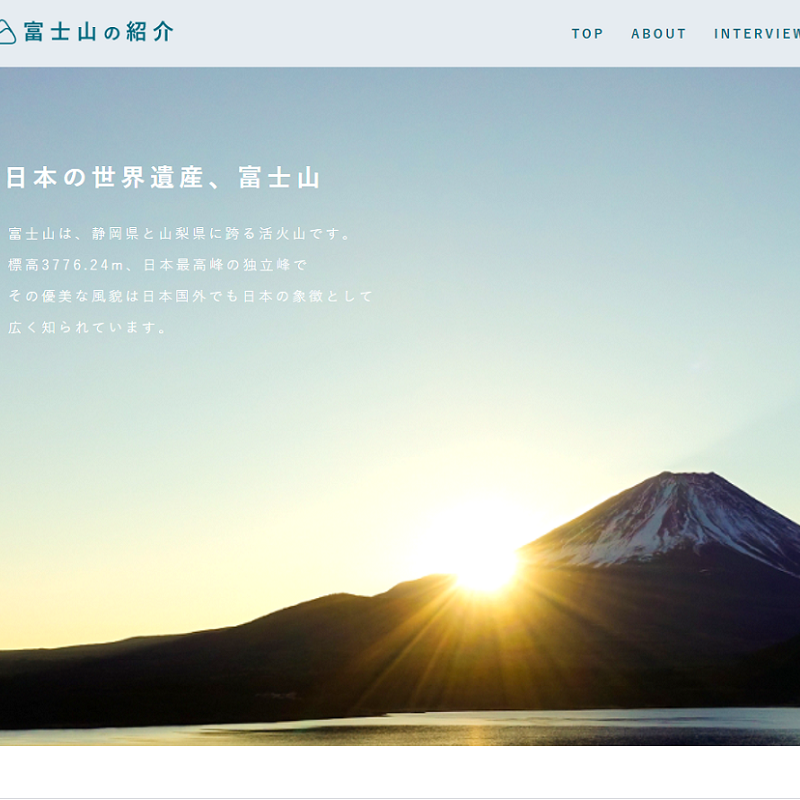 富士山の紹介
TOP ABOUT INTERVIEW
日本の世界遺産、富士山
富士山は、静岡県と山梨県に跨る活火山です。
標高3776.24m、日本最高峰の独立峰で
その優美な風貌は日本国外でも日本の象徴として
広く知られています。